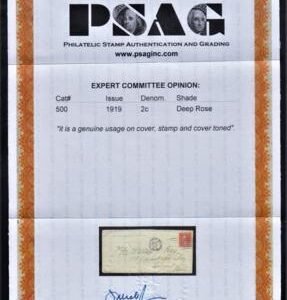 PSAG
PHILATELIC STAMP AUTHENTICATION AND GRADING
www.psaginc.com
EXPERT COMMITTEE OPINION:
Cat# Issue Denom. Shade
500 1919 2c Deep Rose
"it is a genuine usage on cover, stamp and cover toned".